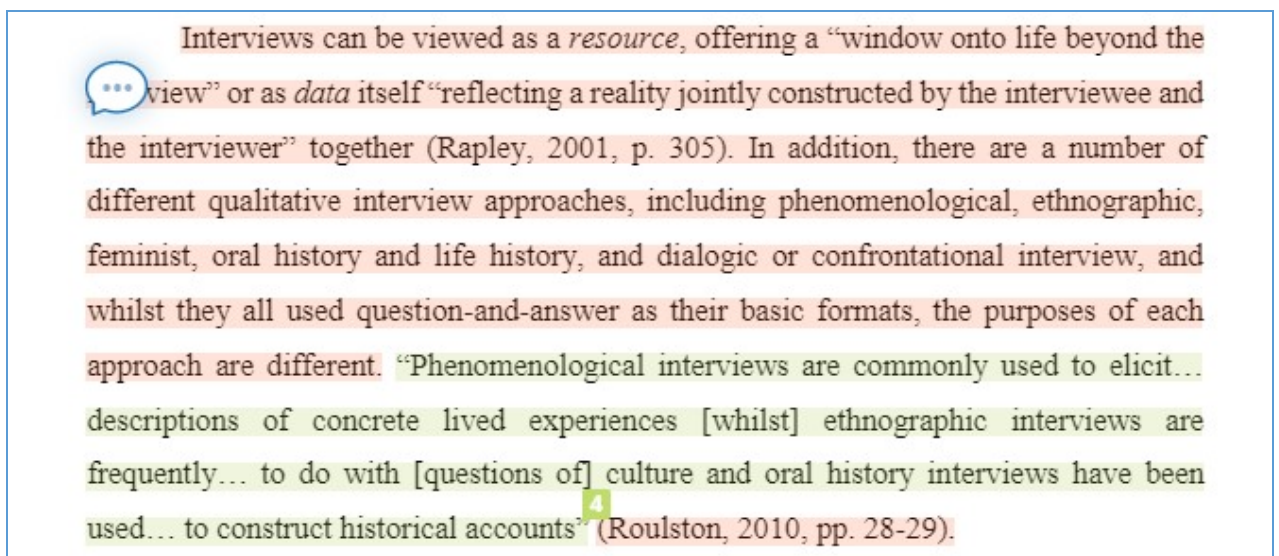 Interviews can be viewed as a resource, offering a “window onto life beyond the
view” or as data itself “reflecting a reality jointly constructed by the interviewee and
the interviewer” together (Rapley, 2001, p. 305). In addition, there are a number of
different qualitative interview approaches, including phenomenological, ethnographic,
feminist, oral history and life history, and dialogic or confrontational interview, and
whilst they all used question-and-answer as their basic formats, the purposes of each
approach are different. “Phenomenological interviews are commonly used to elicit…
descriptions of concrete lived experiences [whilst] ethnographic interviews are
frequently… to do with [questions of] culture and oral history interviews have been
used… to construct historical accounts” 4 (Roulston, 2010, pp. 28-29).